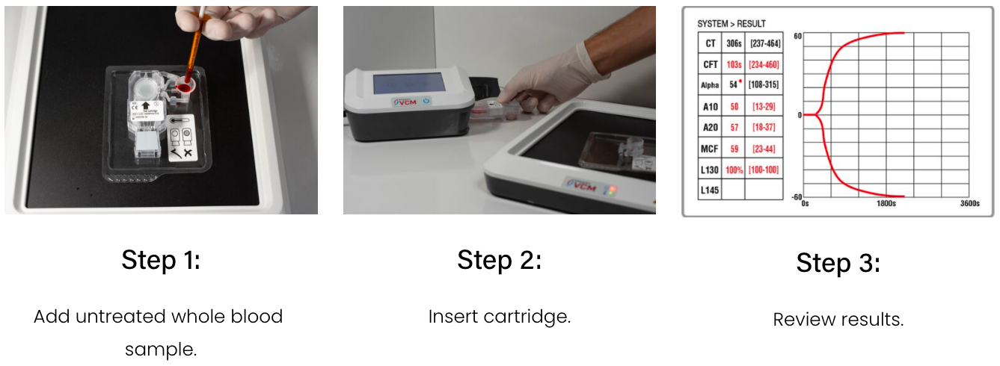 VCM
VCM
SYSTEM > RESULT
CT 306s [237-464]
CFT 103s [234-460]
Alpha 54* [108-315]
A10 50 [13-29]
A20 57 [18-37]
MCF 59 [23-44]
L130 100% [100-100]
L145
60
0
-60
0s 1800s 3600s
Step 1:
Add untreated whole blood
sample.
Step 2:
Insert cartridge.
Step 3:
Review results.